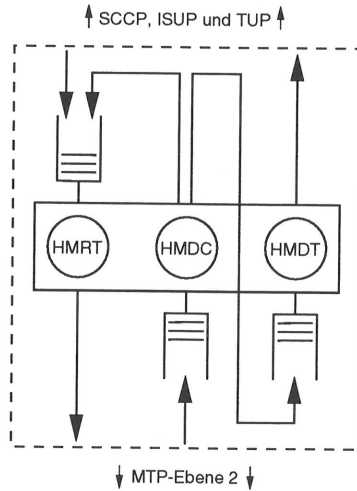 SCCP, ISUP und TUP
HMRT
HMDC
HMDT
MTP-Ebene 2